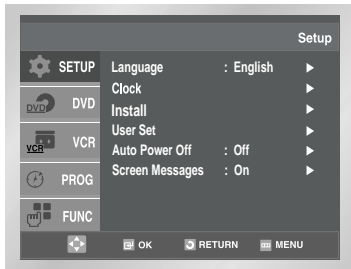 Setup
SETUP
DVD
DVD
VCR
VCR
PROG
FUNC
Language : English
Clock
Install
User Set
Auto Power Off : Off
Screen Messages : On
OK RETURN MENU